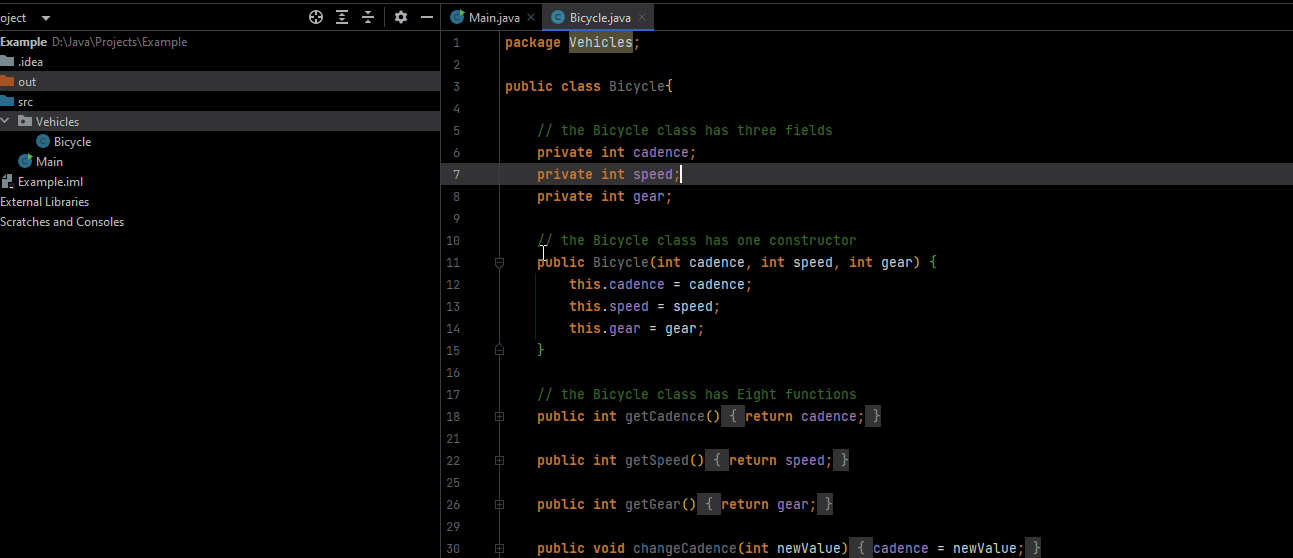 oject
Main.java
Bicycle.java
Example D:\Java\Projects\Example
.idea
out
src
Vehicles
Bicycle
Main
Example.iml
External Libraries
Scratches and Consoles
1 package Vehicles;
2
3 public class Bicycle{
4
5 // the Bicycle class has three fields
6 private int cadence;
7 private int speed;
8 private int gear;
9
10 // the Bicycle class has one constructor
11 public Bicycle(int cadence, int speed, int gear) {
12 this.cadence = cadence;
13 this.speed = speed;
14 this.gear = gear;
15 }
16
17 // the Bicycle class has Eight functions
18 public int getCadence() { return cadence; }
21
22 public int getSpeed() { return speed; }
25
26 public int getGear() { return gear; }
29
30 public void changeCadence(int newValue) { cadence = newValue; }